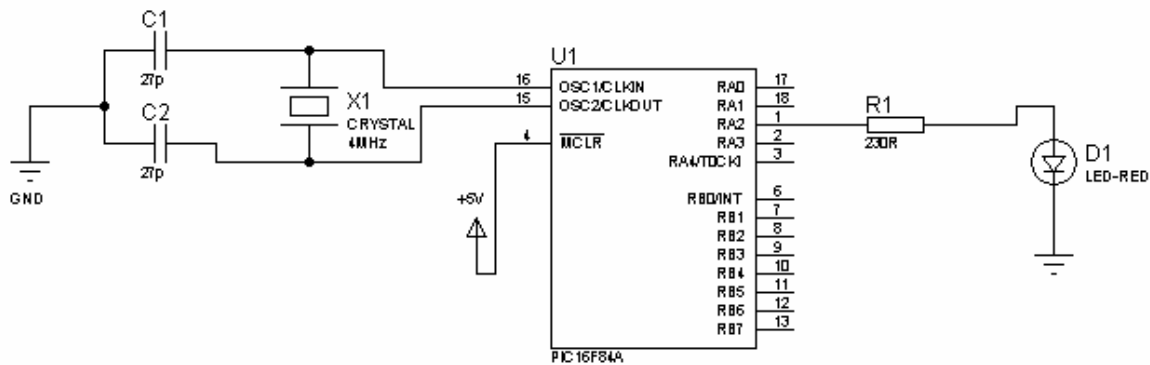 C1
27p
C2
27p
GND
X1
CRYSTAL
4MHz
+5V
U1
16
OSC1/CLKIN
15
OSC2/CLKOUT
4
MCLR
RA0
17
RA1
18
RA2
1
RA3
2
RA4/T0CKI
3
RB0/INT
6
RB1
7
RB2
8
RB3
9
RB4
10
RB5
11
RB6
12
RB7
13
PIC16F84A
R1
230R
D1
LED-RED